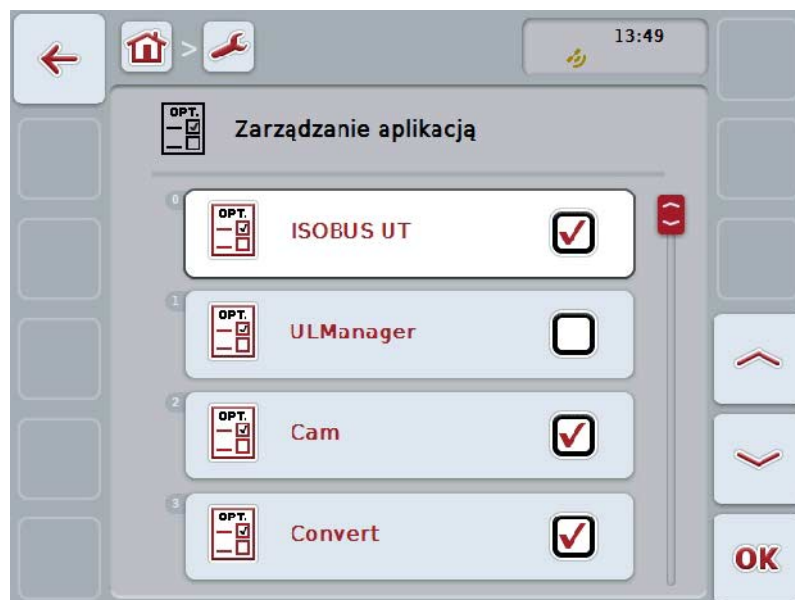 13:49
>
OPT.
Zarządzanie aplikacją
0
OPT.
ISOBUS UT
1
OPT.
ULManager
2
OPT.
Cam
3
OPT.
Convert
OK